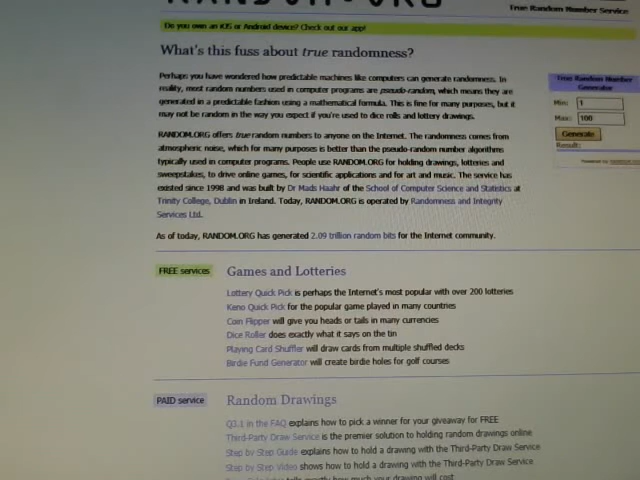 RANDOM.ORG
True Random Number Service
Do you own an iOS or Android device? Check out our app!
What's this fuss about true randomness?
Perhaps you have wondered how predictable machines like computers can generate randomness. In
reality, most random numbers used in computer programs are pseudo-random, which means they are
generated in a predictable fashion using a mathematical formula. This is fine for many purposes, but it
may not be random in the way you expect if you're used to dice rolls and lottery drawings.
RANDOM.ORG offers true random numbers to anyone on the Internet. The randomness comes from
atmospheric noise, which for many purposes is better than the pseudo-random number algorithms
typically used in computer programs. People use RANDOM.ORG for holding drawings, lotteries and
sweepstakes, to drive online games, for scientific applications and for art and music. The service has
existed since 1998 and was built by Dr Mads Haahr of the School of Computer Science and Statistics at
Trinity College, Dublin in Ireland. Today, RANDOM.ORG is operated by Randomness and Integrity
Services Ltd.
As of today, RANDOM.ORG has generated 2.09 trillion random bits for the Internet community.
True Random Number
Generator
Min: 1
Max: 100
Generate
Result:
Powered by RANDOM.ORG
FREE services
Games and Lotteries
Lottery Quick Pick is perhaps the Internet's most popular with over 200 lotteries
Keno Quick Pick for the popular game played in many countries
Coin Flipper will give you heads or tails in many currencies
Dice Roller does exactly what it says on the tin
Playing Card Shuffler will draw cards from multiple shuffled decks
Birdie Fund Generator will create birdie holes for golf courses
PAID service
Random Drawings
Q3.1 in the FAQ explains how to pick a winner for your giveaway for FREE
Third-Party Draw Service is the premier solution to holding random drawings online
Step by Step Guide explains how to hold a drawing with the Third-Party Draw Service
Step by Step Video shows how to hold a drawing with the Third-Party Draw Service
tells exactly how much your drawing will cost